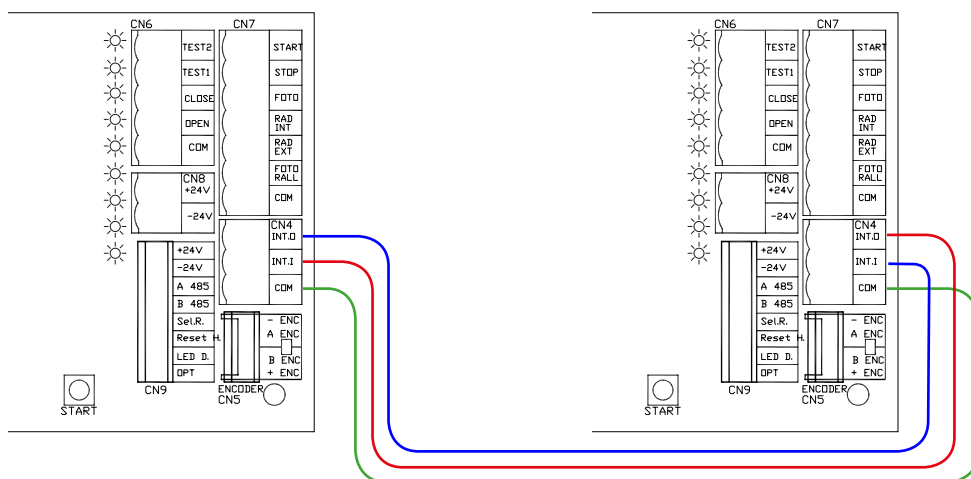 CN6
TEST2
TEST1
CLOSE
OPEN
COM
CN7
START
STOP
FOTO
RAD
INT
RAD
EXT
FOTO
RALL
COM
CN8
+24V
-24V
CN4
INT.O
INT.I
COM
+24V
-24V
A 485
B 485
Sel.R.
Reset H.
LED D.
OPT
CN9
- ENC
A ENC
B ENC
+ ENC
ENCODER
CN5
START
CN6
TEST2
TEST1
CLOSE
OPEN
COM
CN7
START
STOP
FOTO
RAD
INT
RAD
EXT
FOTO
RALL
COM
CN8
+24V
-24V
CN4
INT.O
INT.I
COM
+24V
-24V
A 485
B 485
Sel.R.
Reset H.
LED D.
OPT
CN9
- ENC
A ENC
B ENC
+ ENC
ENCODER
CN5
START